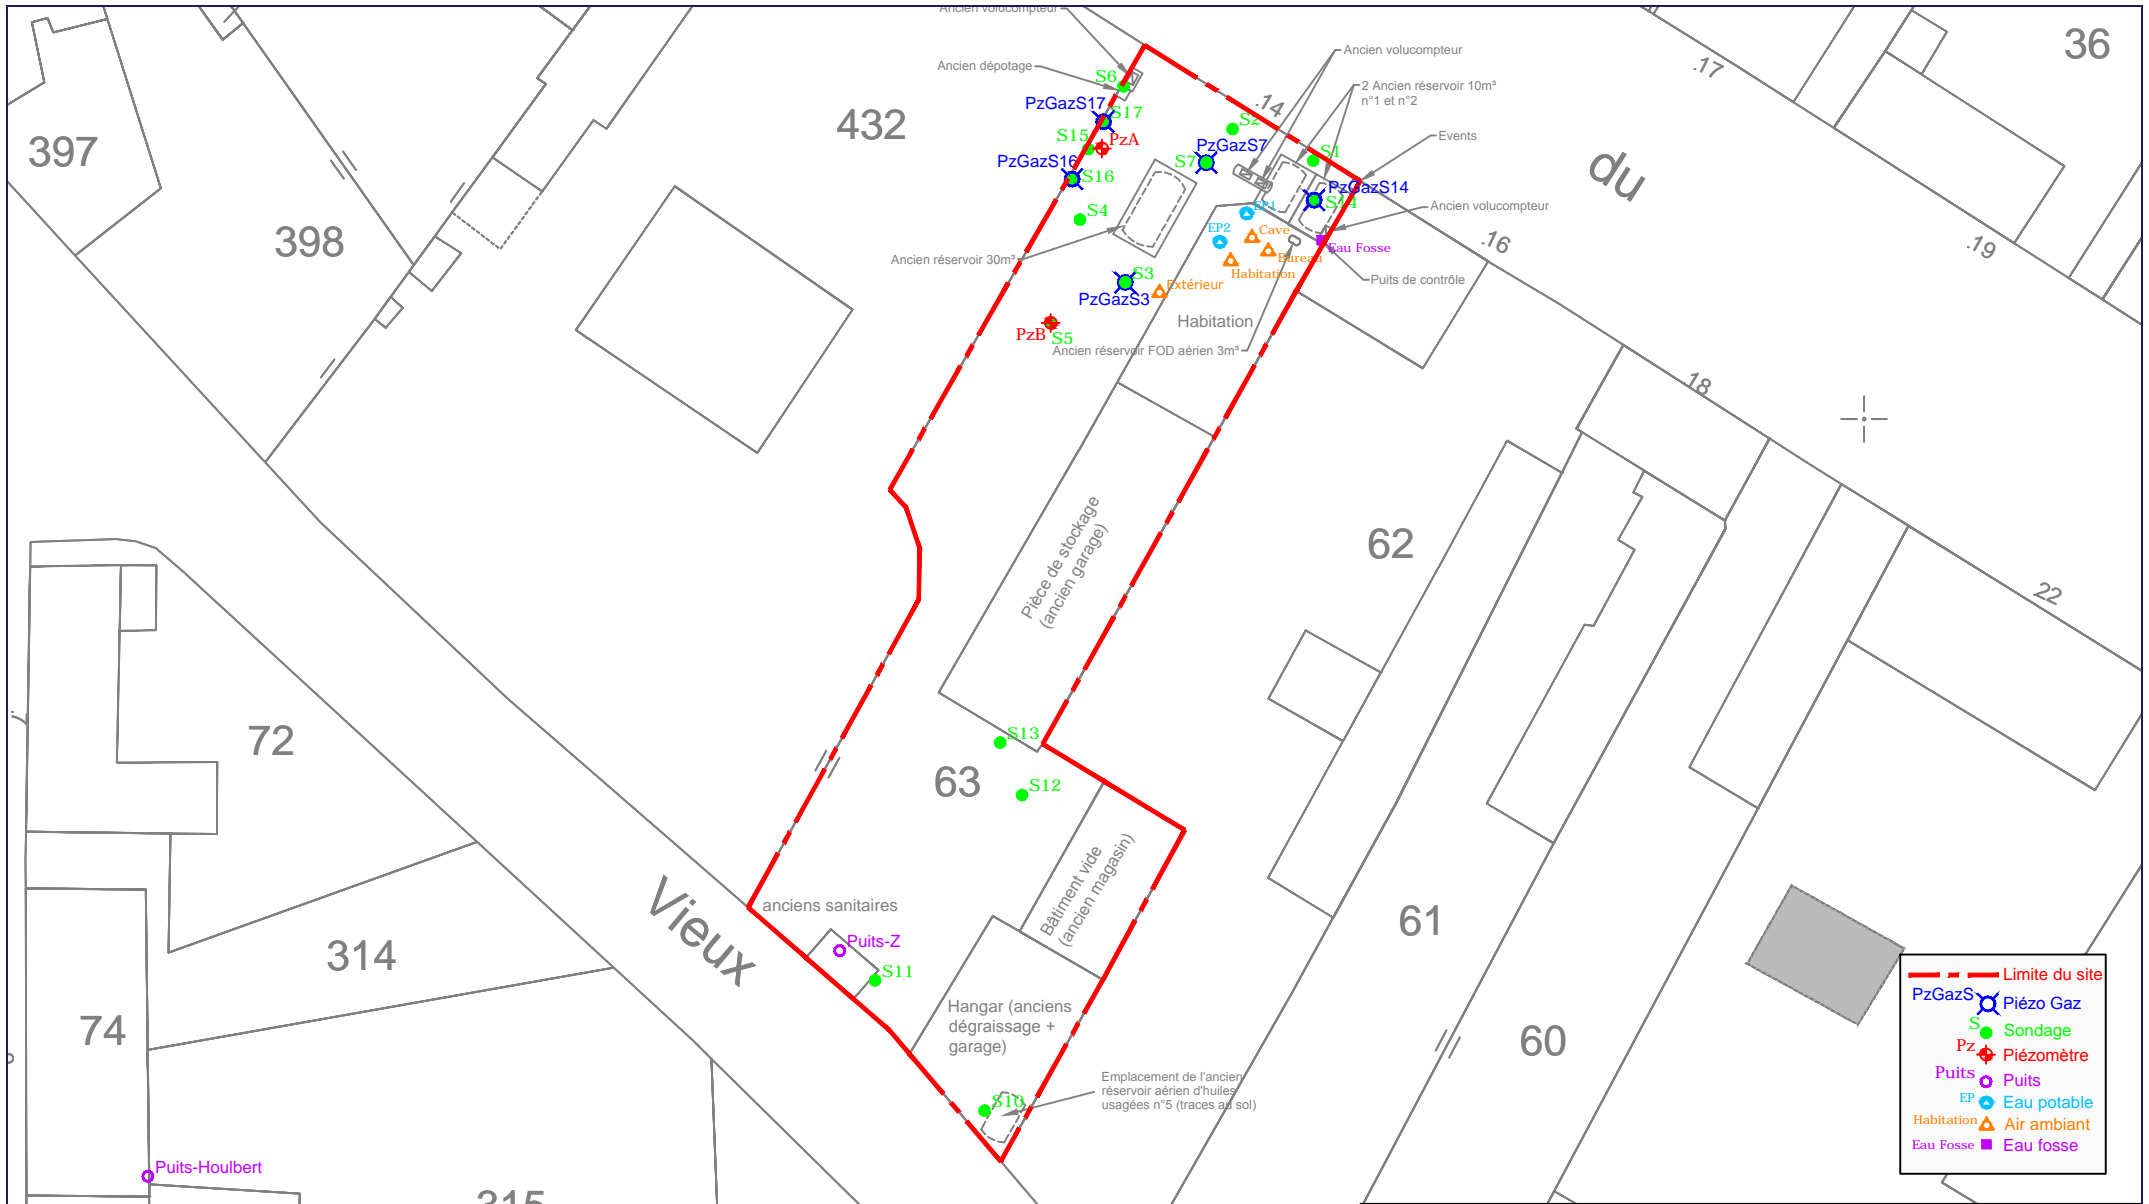 Ancien volucompteur
Ancien dépotage
S6
PzGazS17
S17
S15
PzA
PzGazS16
S16
S4
Ancien réservoir 30m³
S3
PzGazS3
PzB
S5
Extérieur
S2
PzGazS7
S7
Ancien volucompteur
2 Ancien réservoir 10m³
n°1 et n°2
Events
.14
S1
PzGazS14
S14
Ancien volucompteur
EP1
EP2
Cave
Bureau
Habitation
Eau Fosse
Puits de contrôle
Habitation
Ancien réservoir FOD aérien 3m³
.16
.17
du
.19
18
22
36
432
397
398
62
Pièce de stockage
(ancien garage)
72
63
S13
S12
Bâtiment vide
(ancien magasin)
anciens sanitaires
Puits-Z
S11
Vieux
314
74
61
60
Hangar (anciens
dégraissage +
garage)
Emplacement de l'ancien
réservoir aérien d'huiles
usagées n°5 (traces au sol)
S10
Puits-Houlbert
315
Limite du site
PzGazS Piézo Gaz
S Sondage
Pz Piézomètre
Puits Puits
EP Eau potable
Habitation Air ambiant
Eau Fosse Eau fosse